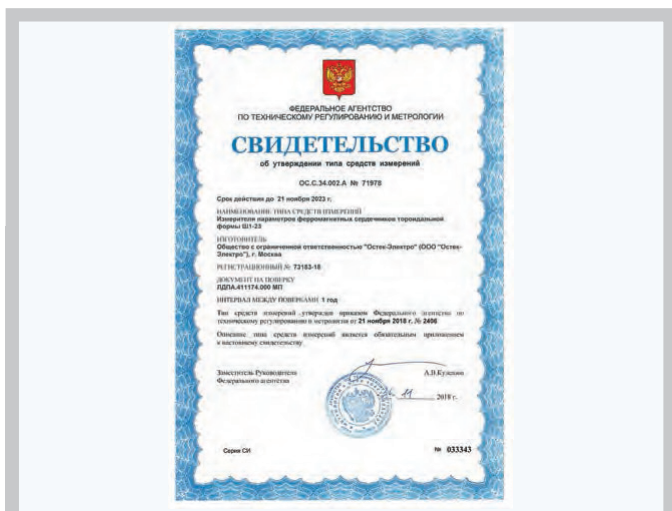 ФЕДЕРАЛЬНОЕ АГЕНТСТВО
ПО ТЕХНИЧЕСКОМУ РЕГУЛИРОВАНИЮ И МЕТРОЛОГИИ
СВИДЕТЕЛЬСТВО
об утверждении типа средств измерений
ОС.С.34.002.А № 71978
Срок действия до 21 ноября 2023 г.
НАИМЕНОВАНИЕ ТИПА СРЕДСТВ ИЗМЕРЕНИЙ
Измерители параметров ферромагнитных сердечников тороидальной
формы Ш1-23
ИЗГОТОВИТЕЛЬ
Общество с ограниченной ответственностью "Остек-Электро" (ООО "Остек-
Электро"), г. Москва
РЕГИСТРАЦИОННЫЙ № 73183-18
ДОКУМЕНТ НА ПОВЕРКУ
ЛДПА.411174.000 МП
ИНТЕРВАЛ МЕЖДУ ПОВЕРКАМИ 1 год
Тип средств измерений утвержден приказом Федерального агентства по
техническому регулированию и метрологии от 21 ноября 2018 г. № 2406
Описание типа средств измерений является обязательным приложением
к настоящему свидетельству
Заместитель Руководителя
Федерального агентства
А.В.Кулешов
11 2018 г.
Серия СИ
№ 033343